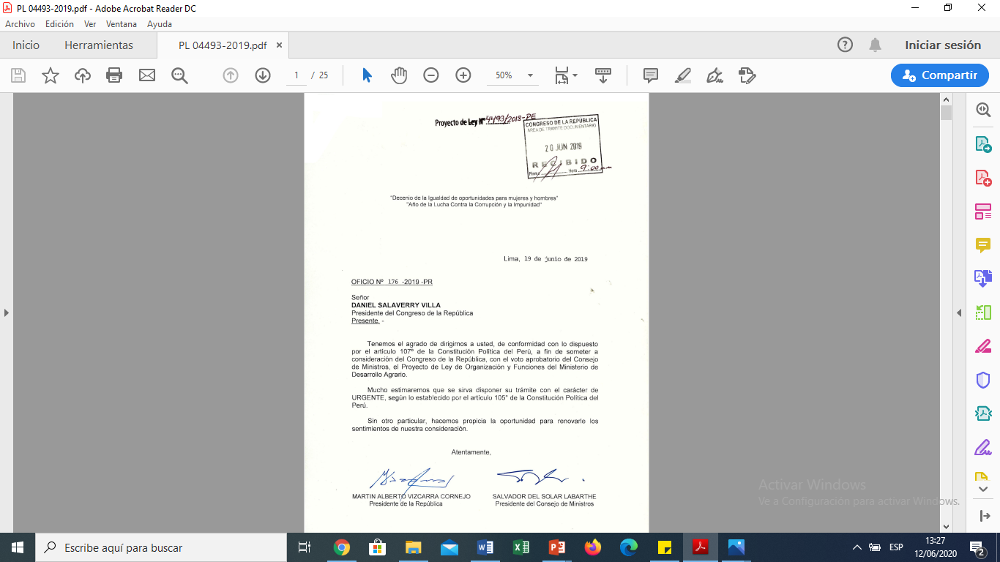 PL 04493-2019.pdf - Adobe Acrobat Reader DC
Archivo Edición Ver Ventana Ayuda
Inicio Herramientas PL 04493-2019.pdf Iniciar sesión
1 / 25 50% Compartir
Proyecto de Ley Nº 4493/2018-PE
CONGRESO DE LA REPÚBLICA
ÁREA DE TRAMITE DOCUMENTARIO
20 JUN 2019
RECIBIDO
Firma Hora 9:00 am
"Decenio de la Igualdad de oportunidades para mujeres y hombres"
"Año de la Lucha Contra la Corrupción y la Impunidad"
Lima, 19 de junio de 2019
OFICIO Nº 176 -2019 -PR
Señor
DANIEL SALAVERRY VILLA
Presidente del Congreso de la República
Presente. -
Tenemos el agrado de dirigirnos a usted, de conformidad con lo dispuesto
por el artículo 107º de la Constitución Política del Perú, a fin de someter a
consideración del Congreso de la República, con el voto aprobatorio del Consejo
de Ministros, el Proyecto de Ley de Organización y Funciones del Ministerio de
Desarrollo Agrario.
Mucho estimaremos que se sirva disponer su trámite con el carácter de
URGENTE, según lo establecido por el artículo 105° de la Constitución Política del
Perú.
Sin otro particular, hacemos propicia la oportunidad para renovarle los
sentimientos de nuestra consideración.
Atentamente,
MARTIN ALBERTO VIZCARRA CORNEJO SALVADOR DEL SOLAR LABARTHE
Presidente de la República Presidente del Consejo de Ministros
Activar Windows
Ve a Configuración para activar Windows.
Escribe aquí para buscar
ESP
13:27
12/06/2020
2